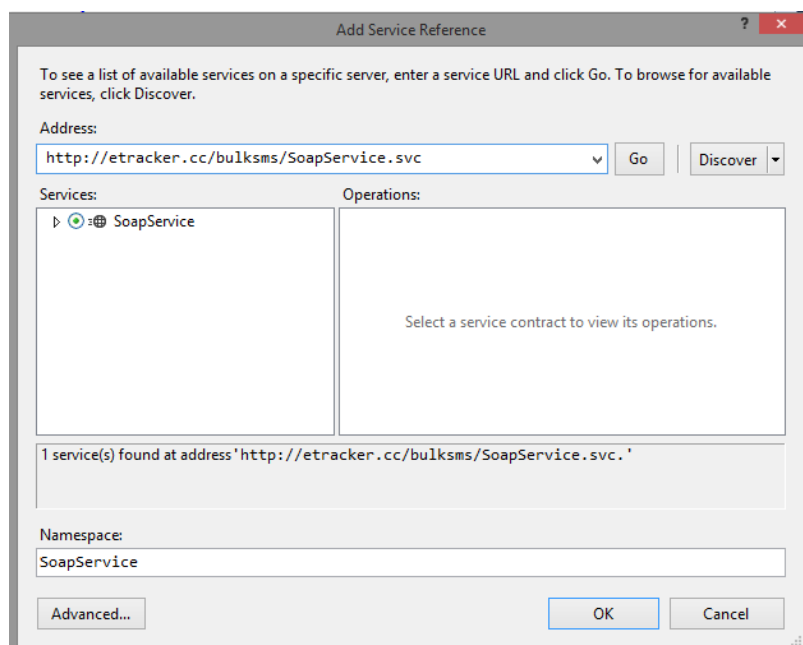 Add Service Reference
?
To see a list of available services on a specific server, enter a service URL and click Go. To browse for available
services, click Discover.
Address:
http://etracker.cc/bulksms/SoapService.svc
Go
Discover
Services:
Operations:
SoapService
Select a service contract to view its operations.
1 service(s) found at address'http://etracker.cc/bulksms/SoapService.svc.'
Namespace:
SoapService
Advanced...
OK
Cancel